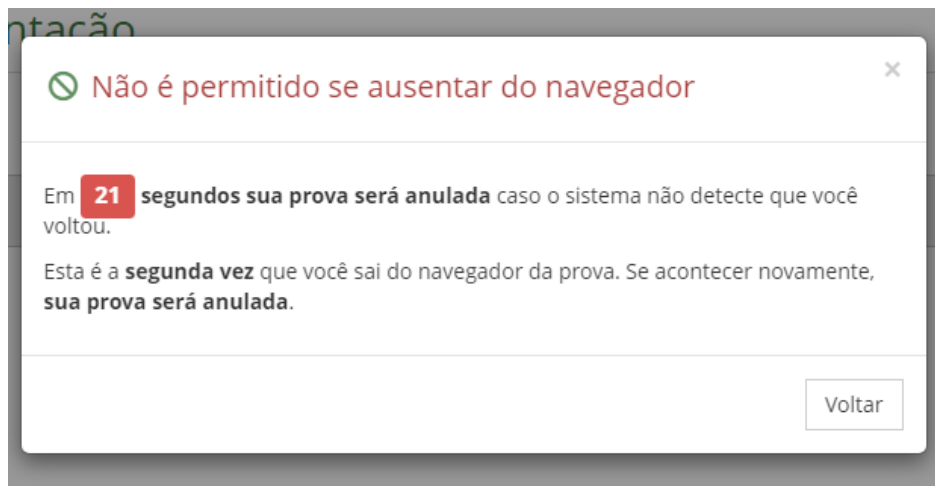 ntação
Não é permitido se ausentar do navegador
×
Em 21 segundos sua prova será anulada caso o sistema não detecte que você
voltou.
Esta é a segunda vez que você sai do navegador da prova. Se acontecer novamente,
sua prova será anulada.
Voltar